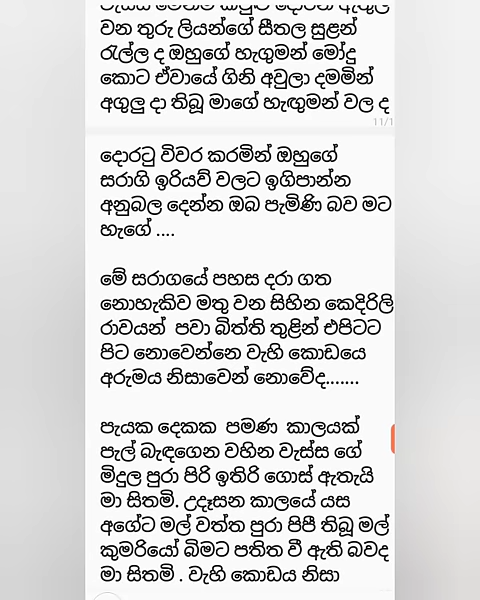 වන තුරු ලියන්ගේ සීතල සුළන්
රැල්ල ද ඔහුගේ හැගුමන් මෝදු
කොට ඒවායේ ගිනි අවුලා දමමින්
අගුලු දා තිබූ මාගේ හැඟුමන් වල ද
11/1
දොරටු විවර කරමින් ඔහුගේ
සරාගි ඉරියව් වලට ඉගිපාන්න
අනුබල දෙන්න ඔබ පැමිණි බව මට
හැගේ ....
මේ සරාගයේ පහස දරා ගත
නොහැකිව මතු වන සිහින කෙදිරිලි
රාවයන් පවා බිත්ති තුළින් එපිටට
පිට නොවෙන්නෙ වැහි කොඩයෙ
අරුමය නිසාවෙන් නොවේද.......
පැයක දෙකක පමණ කාලයක්
පැල් බැඳගෙන වහින වැස්ස ගේ
මිදුල පුරා පිරි ඉතිරි ගොස් ඇතැයි
මා සිතමි. උදෑසන කාලයේ යස
අගේට මල් වත්ත පුරා පිපී තිබූ මල්
කුමරියෝ බිමට පතිත වී ඇති බවද
මා සිතමි . වැහි කොඩය නිසා